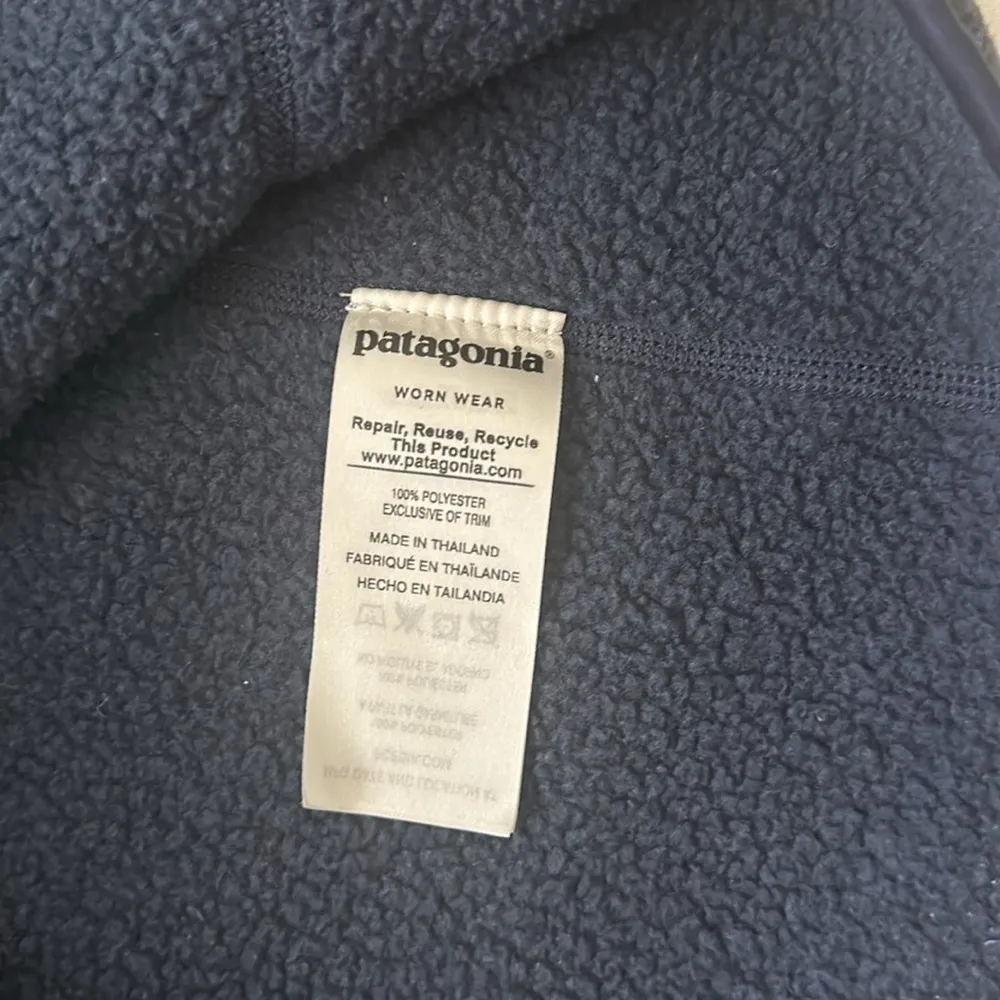 patagonia®
WORN WEAR
Repair, Reuse, Recycle
This Product
www.patagonia.com
100% POLYESTER
EXCLUSIVE OF TRIM
MADE IN THAILAND
FABRIQUÉ EN THAÏLANDE
HECHO EN TAILANDIA